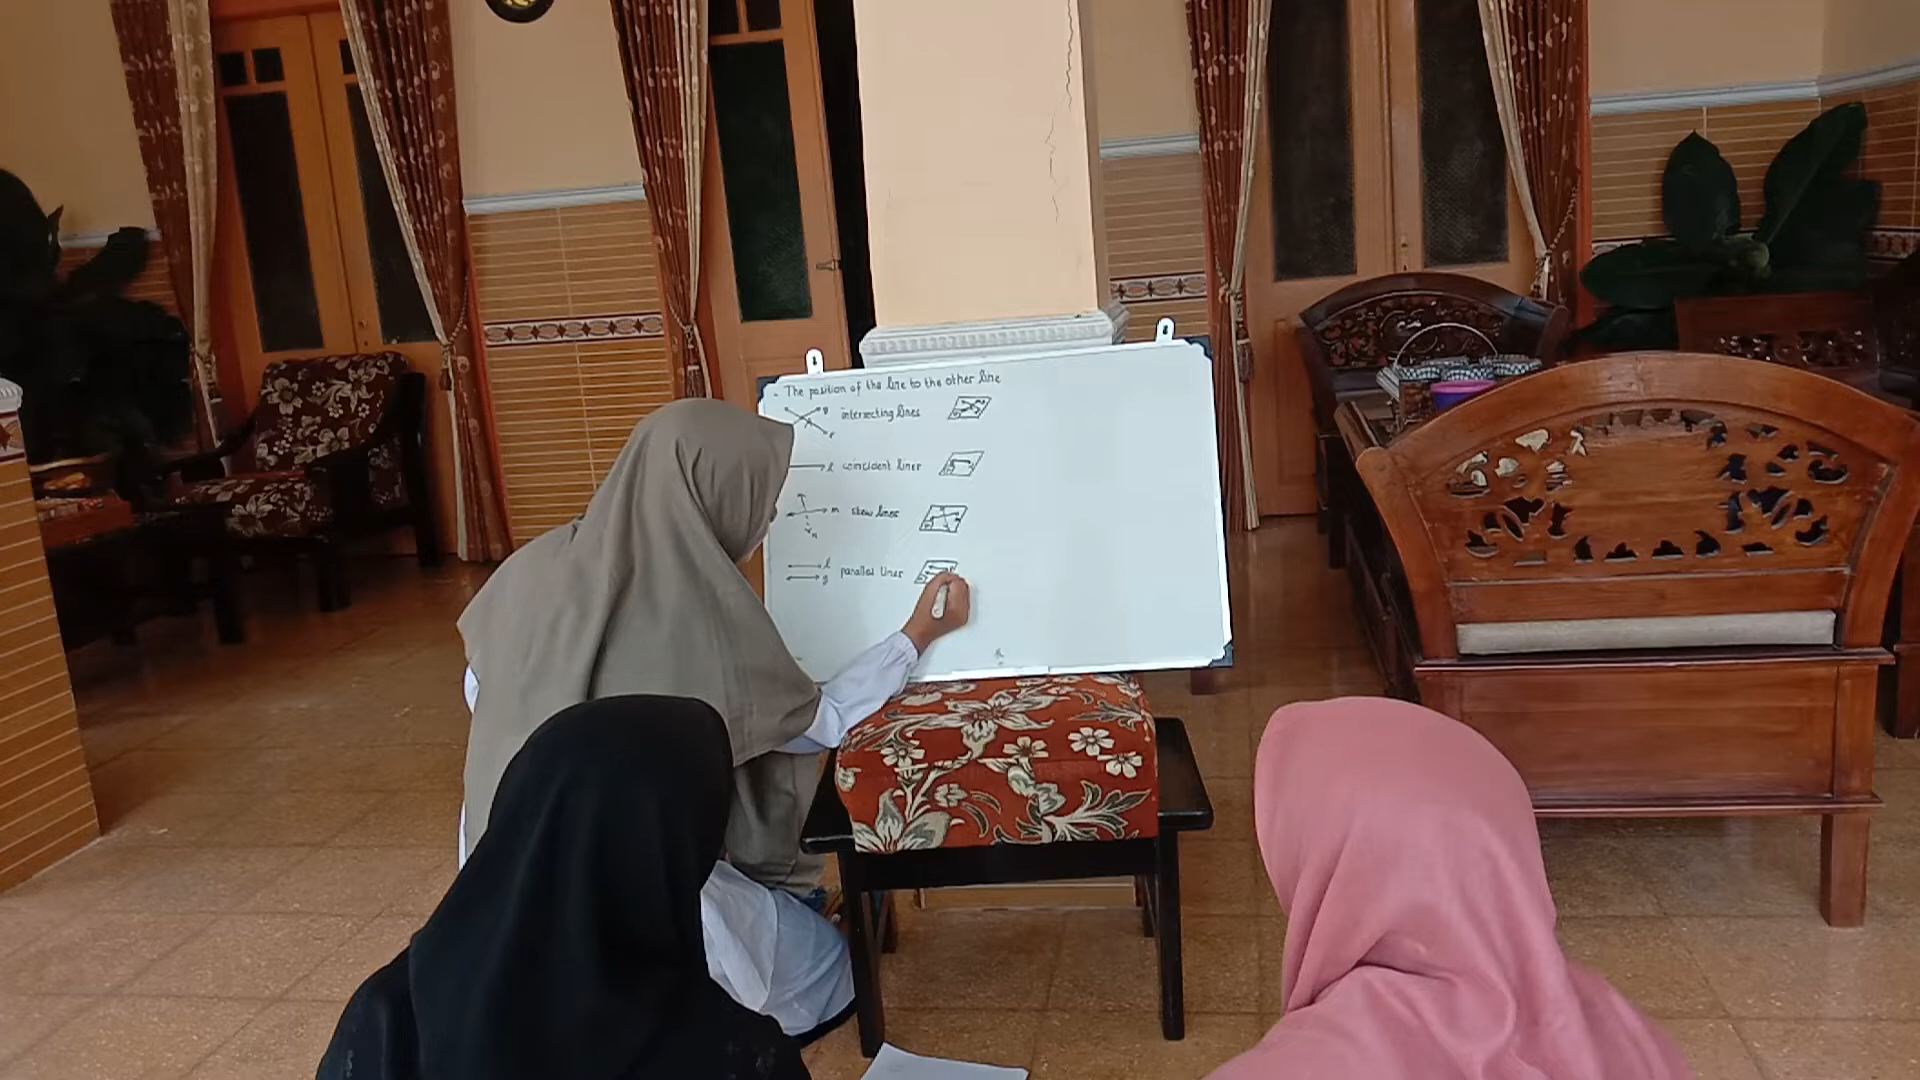 - The position of the line to the other line
g intersecting lines
l coincident lines
m skew lines
n
l
g parallel lines